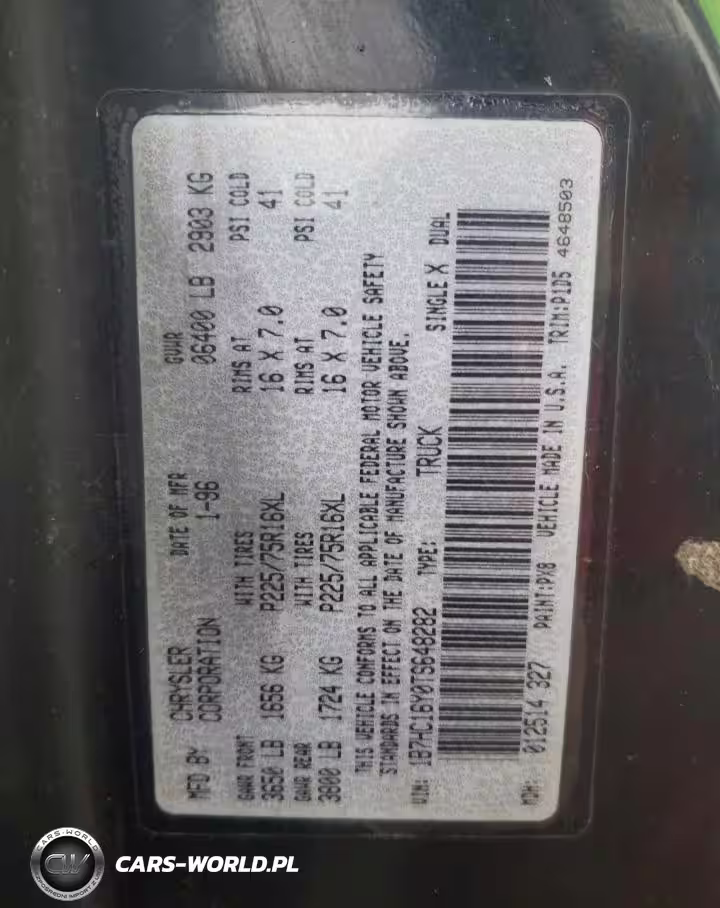 MFD BY CHRYSLER CORPORATION DATE OF MFR 1-96 GVWR 06400 LB 2903 KG
GAWR FRONT WITH TIRES RIMS AT PSI COLD
3650 LB 1656 KG P225/75R16XL 16 X 7.0 41
GAWR REAR WITH TIRES RIMS AT PSI COLD
3800 LB 1724 KG P225/75R16XL 16 X 7.0 41
THIS VEHICLE CONFORMS TO ALL APPLICABLE FEDERAL MOTOR VEHICLE SAFETY
STANDARDS IN EFFECT ON THE DATE OF MANUFACTURE SHOWN ABOVE.
VIN: 1B7HC16Y0TS648282 TYPE: TRUCK SINGLE X DUAL
MDH: 012514 327 PAINT:PX8 VEHICLE MADE IN U.S.A. TRIM:P1D5 4648503
CARS-WORLD
CW
CARS-WORLD.PL